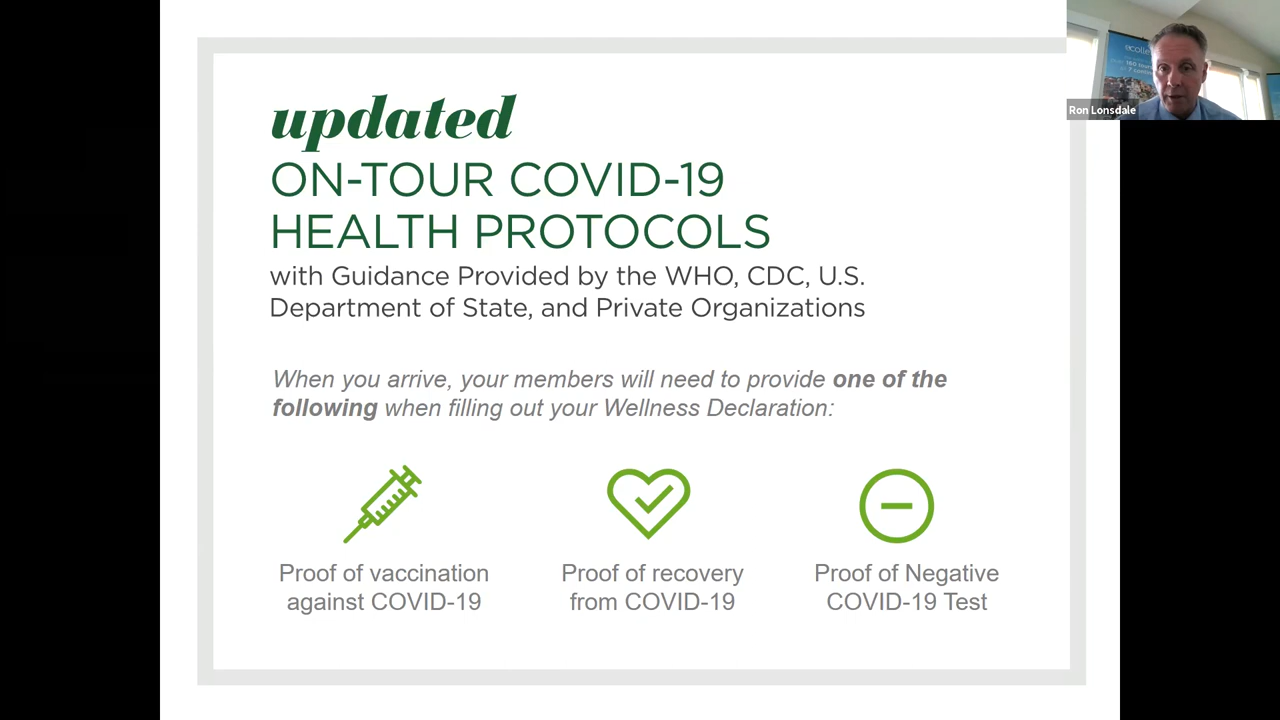 updated
ON-TOUR COVID-19
HEALTH PROTOCOLS
with Guidance Provided by the WHO, CDC, U.S.
Department of State, and Private Organizations
When you arrive, your members will need to provide one of the
following when filling out your Wellness Declaration:
Proof of vaccination
against COVID-19
Proof of recovery
from COVID-19
Proof of Negative
COVID-19 Test
Ron Lonsdale